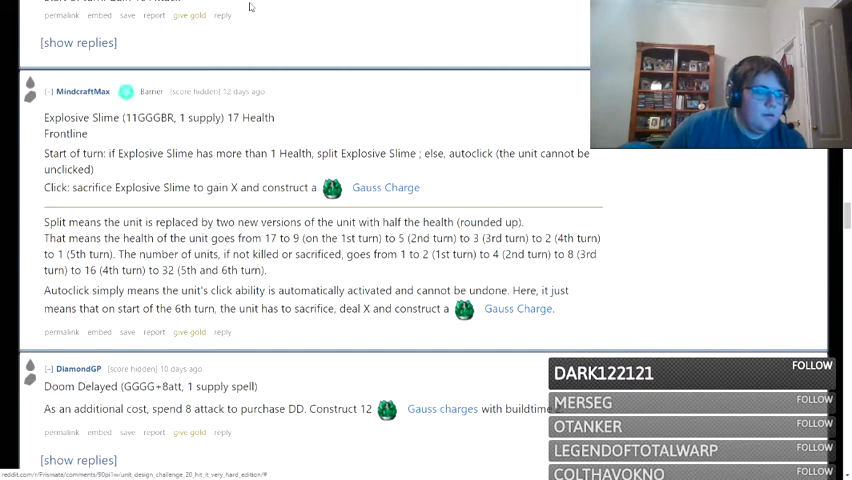 permalink embed save report give gold reply
[show replies]
[-] MindcraftMax Barrier [score hidden] 12 days ago
Explosive Slime (11GGGBR, 1 supply) 17 Health
Frontline
Start of turn: if Explosive Slime has more than 1 Health, split Explosive Slime ; else, autoclick (the unit cannot be
unclicked)
Click: sacrifice Explosive Slime to gain X and construct a Gauss Charge
Split means the unit is replaced by two new versions of the unit with half the health (rounded up).
That means the health of the unit goes from 17 to 9 (on the 1st turn) to 5 (2nd turn) to 3 (3rd turn) to 2 (4th turn)
to 1 (5th turn). The number of units, if not killed or sacrificed, goes from 1 to 2 (1st turn) to 4 (2nd turn) to 8 (3rd
turn) to 16 (4th turn) to 32 (5th and 6th turn).
Autoclick simply means the unit's click ability is automatically activated and cannot be undone. Here, it just
means that on start of the 6th turn, the unit has to sacrifice, deal X and construct a Gauss Charge.
permalink embed save report give gold reply
[-] DiamondGP [score hidden] 10 days ago
Doom Delayed (GGGG+8att, 1 supply spell)
As an additional cost, spend 8 attack to purchase DD. Construct 12 Gauss charges with buildtime
permalink embed save report give gold reply
[show replies]
DARK122121 FOLLOW
MERSEG FOLLOW
OTANKER FOLLOW
LEGENDOFTOTALWARP FOLLOW
COLTHAVOKNO FOLLOW
reddit.com/r/Prismata/comments/90pi1w/unit_design_challenge_20_hit_it_very_hard_edition/#